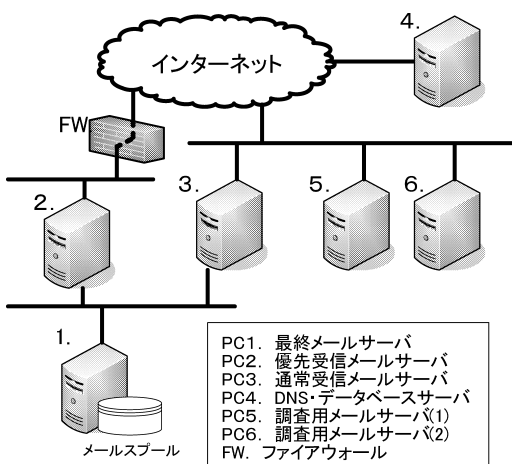 4.
インターネット
FW
2.
3.
5.
6.
1.
メールスプール
PC1. 最終メールサーバ
PC2. 優先受信メールサーバ
PC3. 通常受信メールサーバ
PC4. DNS・データベースサーバ
PC5. 調査用メールサーバ(1)
PC6. 調査用メールサーバ(2)
FW. ファイアウォール